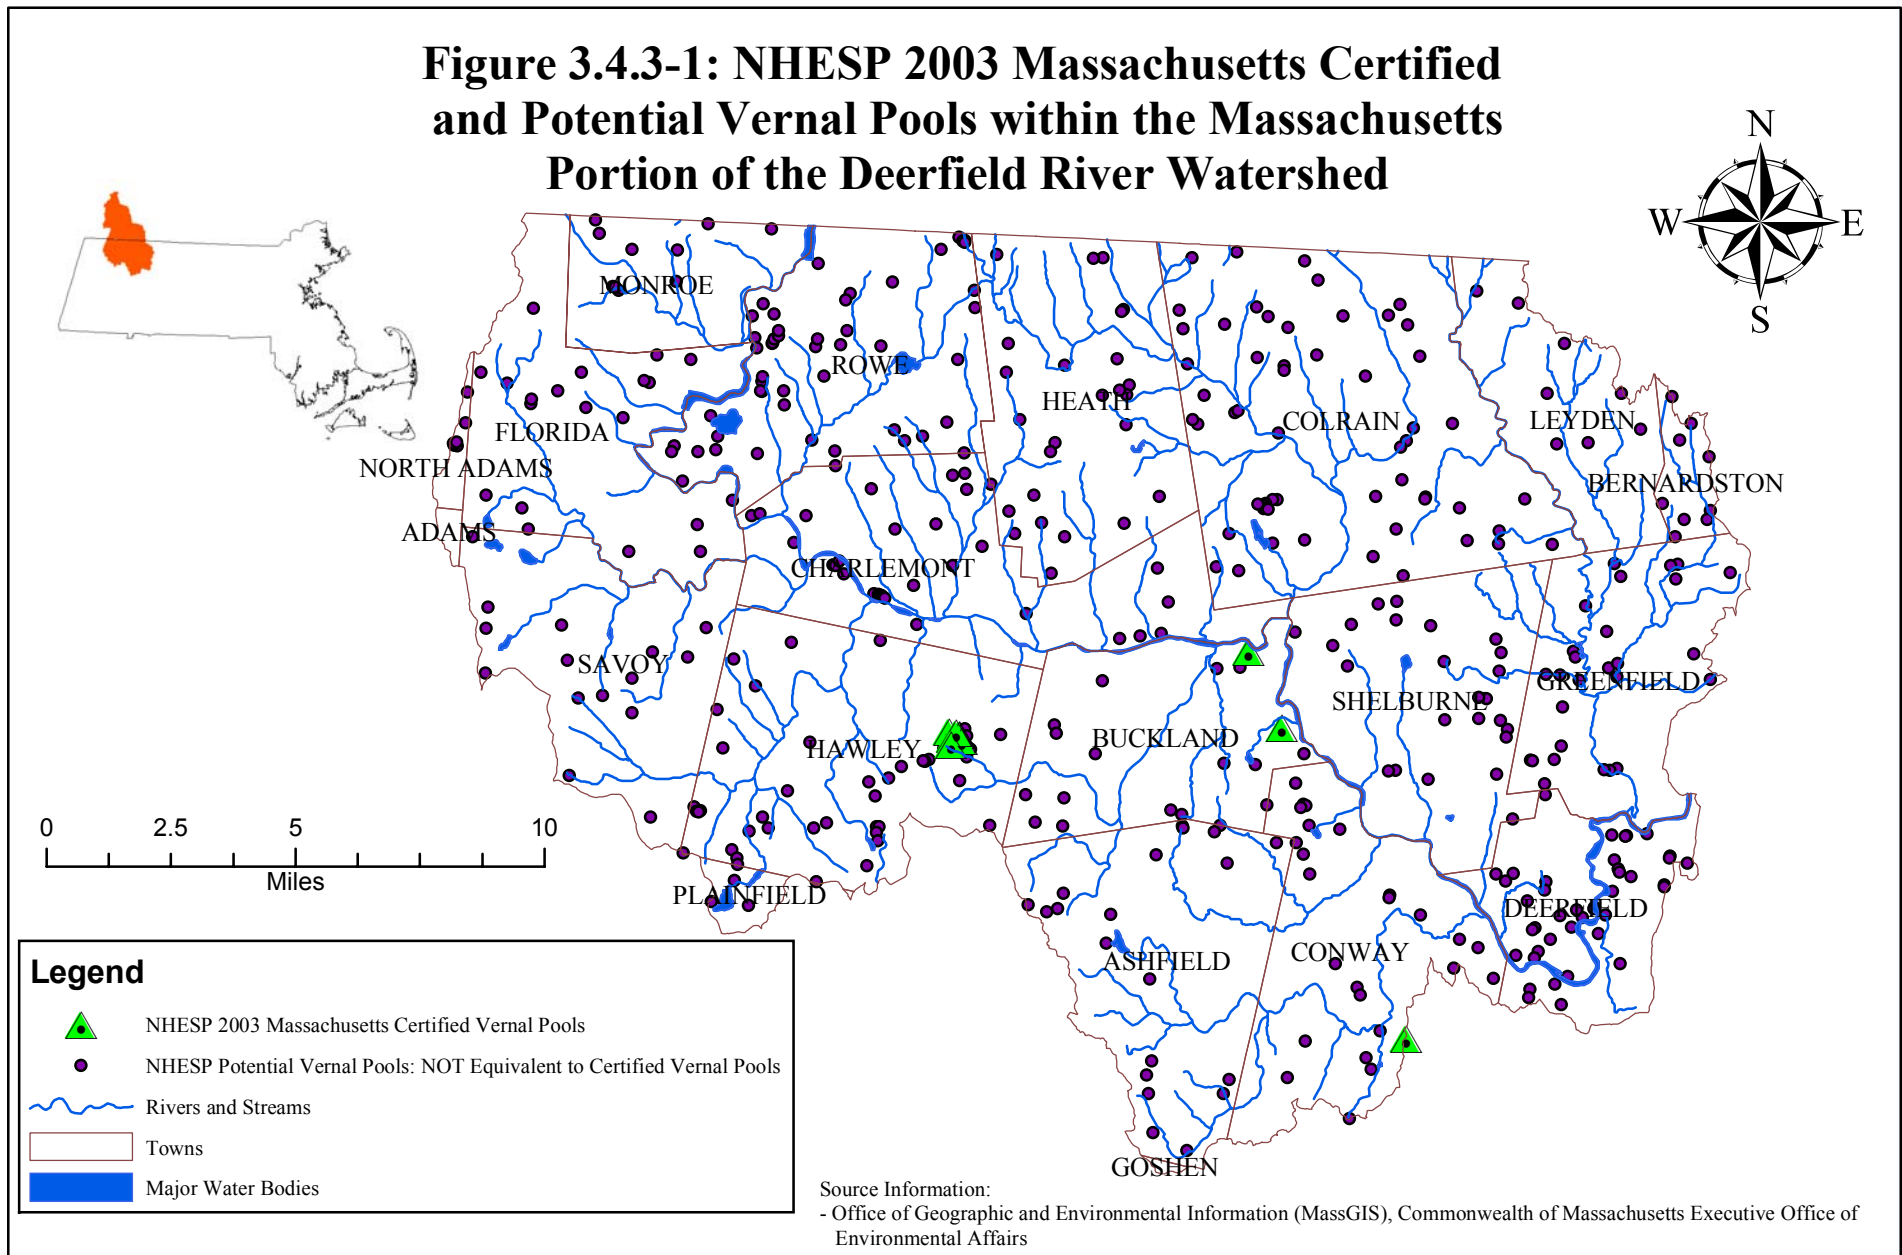 Figure 3.4.3-1: NHESP 2003 Massachusetts Certified
and Potential Vernal Pools within the Massachusetts
Portion of the Deerfield River Watershed
N
W
E
S
MONROE
ROWE
HEATH
COLRAIN
LEYDEN
FLORIDA
NORTH ADAMS
BERNARDSTON
ADAMS
CHARLEMONT
SAVOY
GREENFIELD
SHELBURNE
HAWLEY
BUCKLAND
0 2.5 5 10
Miles
PLAINFIELD
DEERFIELD
ASHFIELD
CONWAY
GOSHEN
Legend
NHESP 2003 Massachusetts Certified Vernal Pools
NHESP Potential Vernal Pools: NOT Equivalent to Certified Vernal Pools
Rivers and Streams
Towns
Major Water Bodies
Source Information:
- Office of Geographic and Environmental Information (MassGIS), Commonwealth of Massachusetts Executive Office of
Environmental Affairs